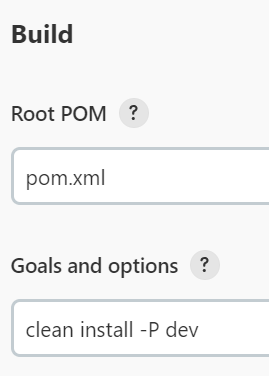 Build
Root POM ?
pom.xml
Goals and options ?
clean install -P dev